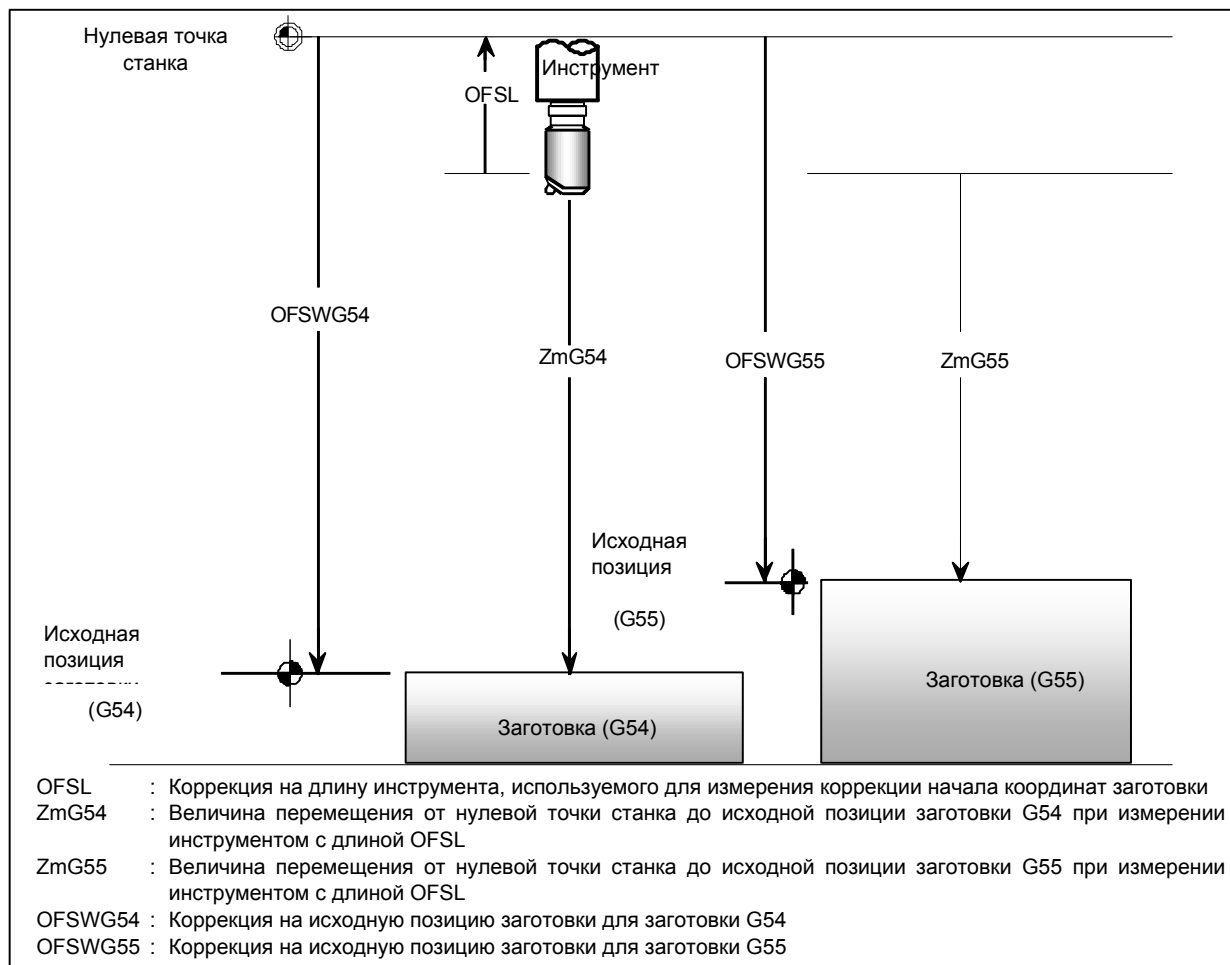 Нулевая точка
станка
Инструмент
OFSL
OFSWG54
ZmG54
OFSWG55
ZmG55
Исходная
позиция
(G55)
Исходная
позиция
(G54)
Заготовка (G55)
Заготовка (G54)
OFSL : Коррекция на длину инструмента, используемого для измерения коррекции начала координат заготовки
ZmG54 : Величина перемещения от нулевой точки станка до исходной позиции заготовки G54 при измерении
инструментом с длиной OFSL
ZmG55 : Величина перемещения от нулевой точки станка до исходной позиции заготовки G55 при измерении
инструментом с длиной OFSL
OFSWG54 : Коррекция на исходную позицию заготовки для заготовки G54
OFSWG55 : Коррекция на исходную позицию заготовки для заготовки G55